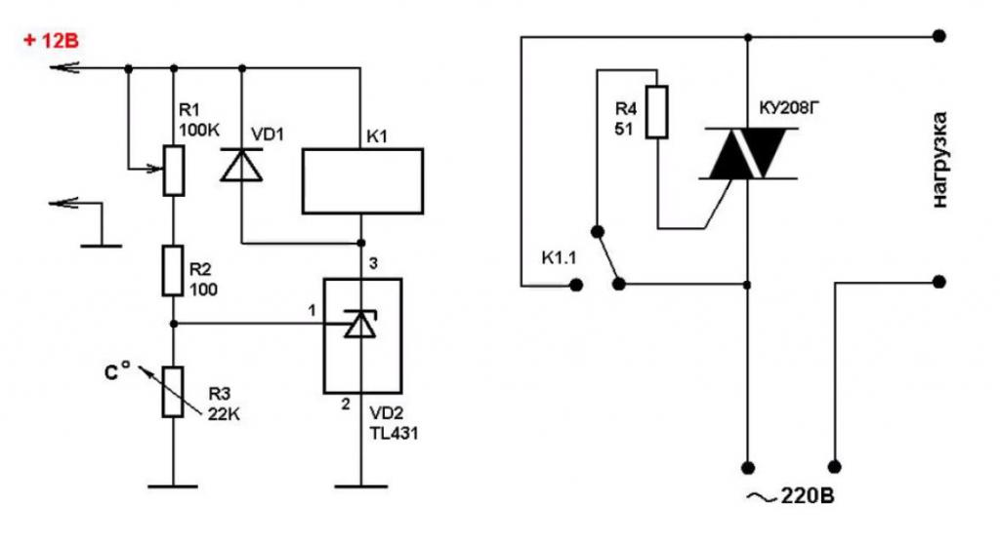 + 12В
R1
100K
VD1
K1
R2
100
3
1
C°
R3
22K
2
VD2
TL431
R4
51
КУ208Г
K1.1
нагрузка
~220В